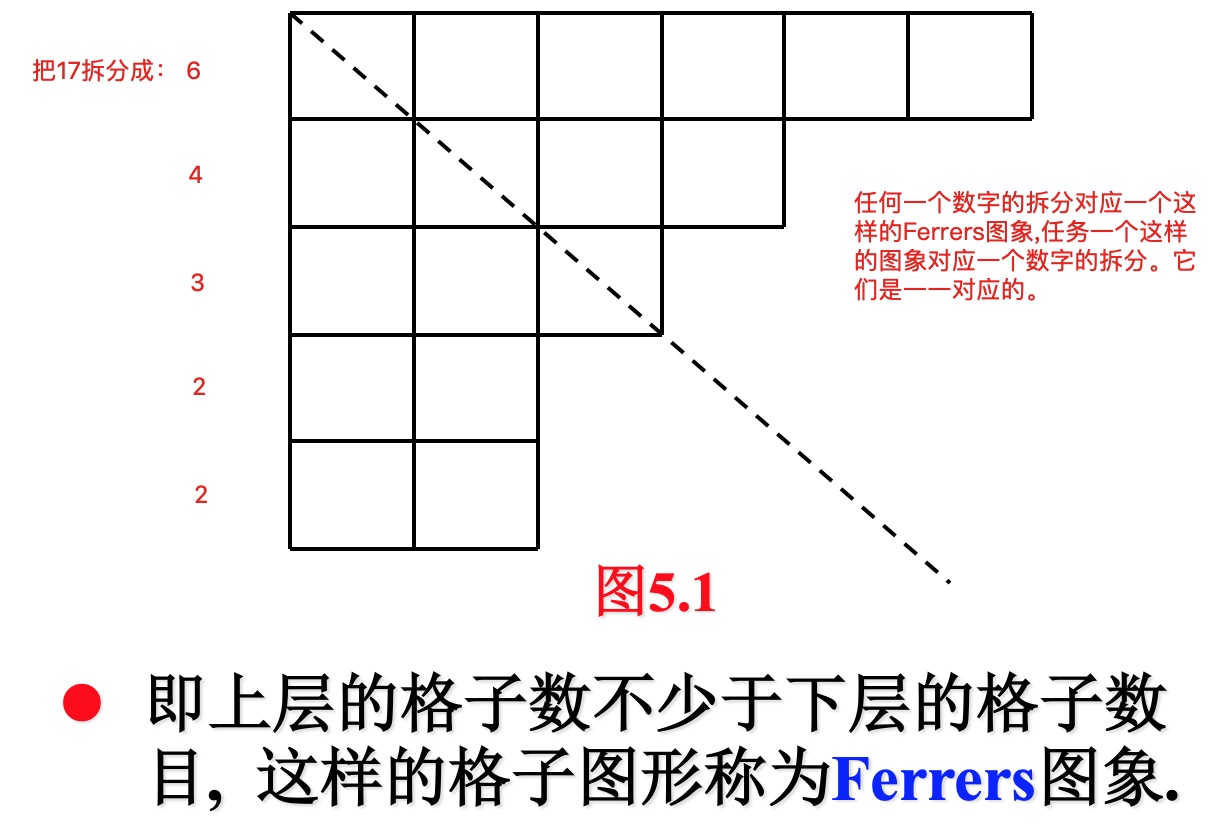 把17拆分成： 6
4
任何一个数字的拆分对应一个这
样的Ferrers图象,任务一个这样
的图象对应一个数字的拆分。它
们是一一对应的。
3
2
2
图5.1
即上层的格子数不少于下层的格子数
目, 这样的格子图形称为Ferrers图象.